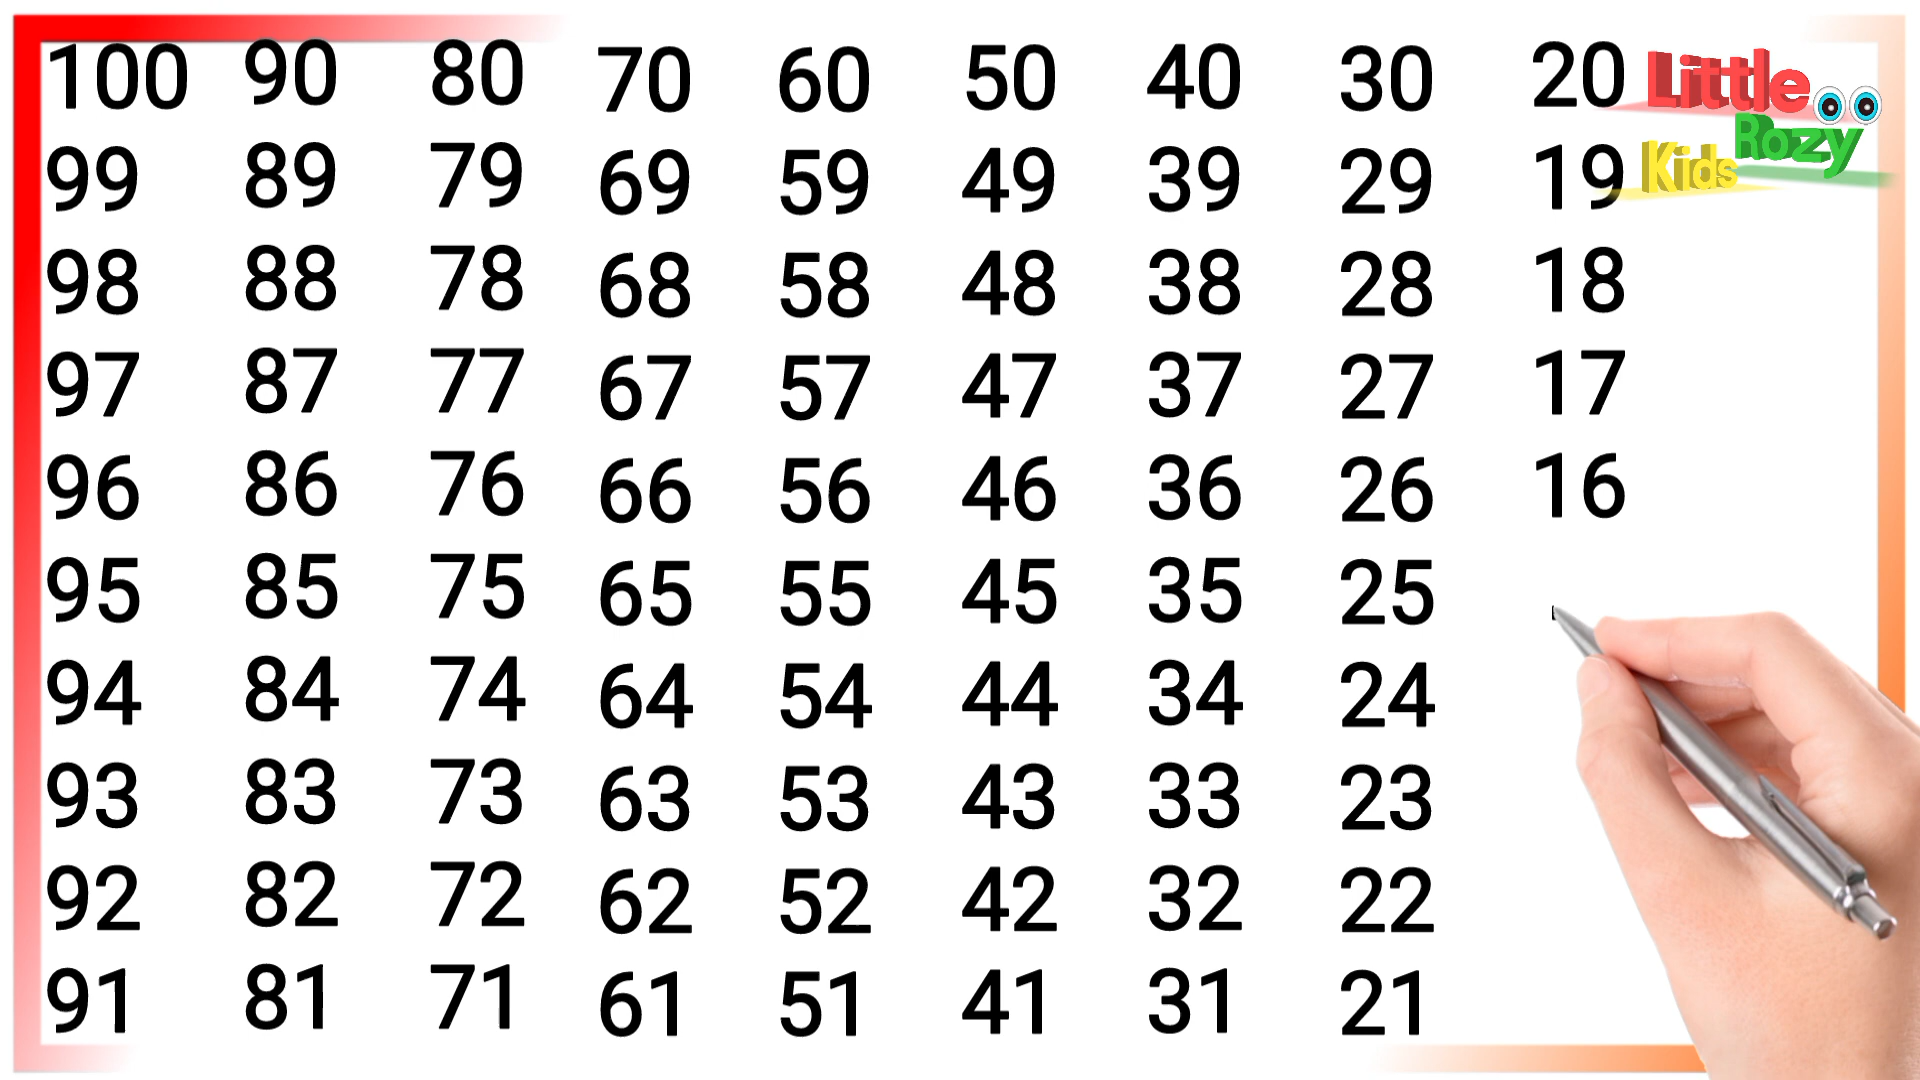 100 90 80 70 60 50 40 30 20
99 89 79 69 59 49 39 29 19
98 88 78 68 58 48 38 28 18
97 87 77 67 57 47 37 27 17
96 86 76 66 56 46 36 26 16
95 85 75 65 55 45 35 25
94 84 74 64 54 44 34 24
93 83 73 63 53 43 33 23
92 82 72 62 52 42 32 22
91 81 71 61 51 41 31 21
Little
Rozy
Kids